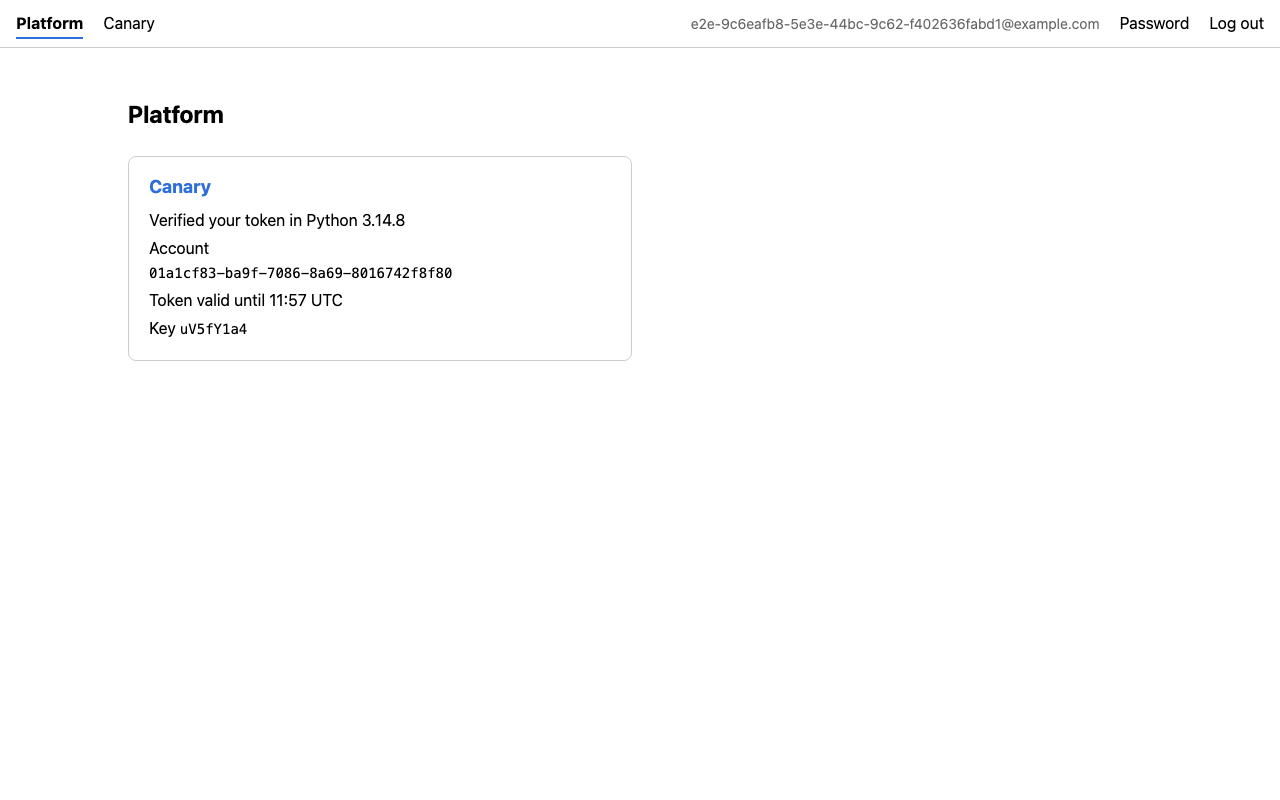 Platform Canary e2e-9c6eafb8-5e3e-44bc-9c62-f402636fabd1@example.com Password Log out
Platform
Canary
Verified your token in Python 3.14.8
Account
01a1cf83-ba9f-7086-8a69-8016742f8f80
Token valid until 11:57 UTC
Key uV5fY1a4